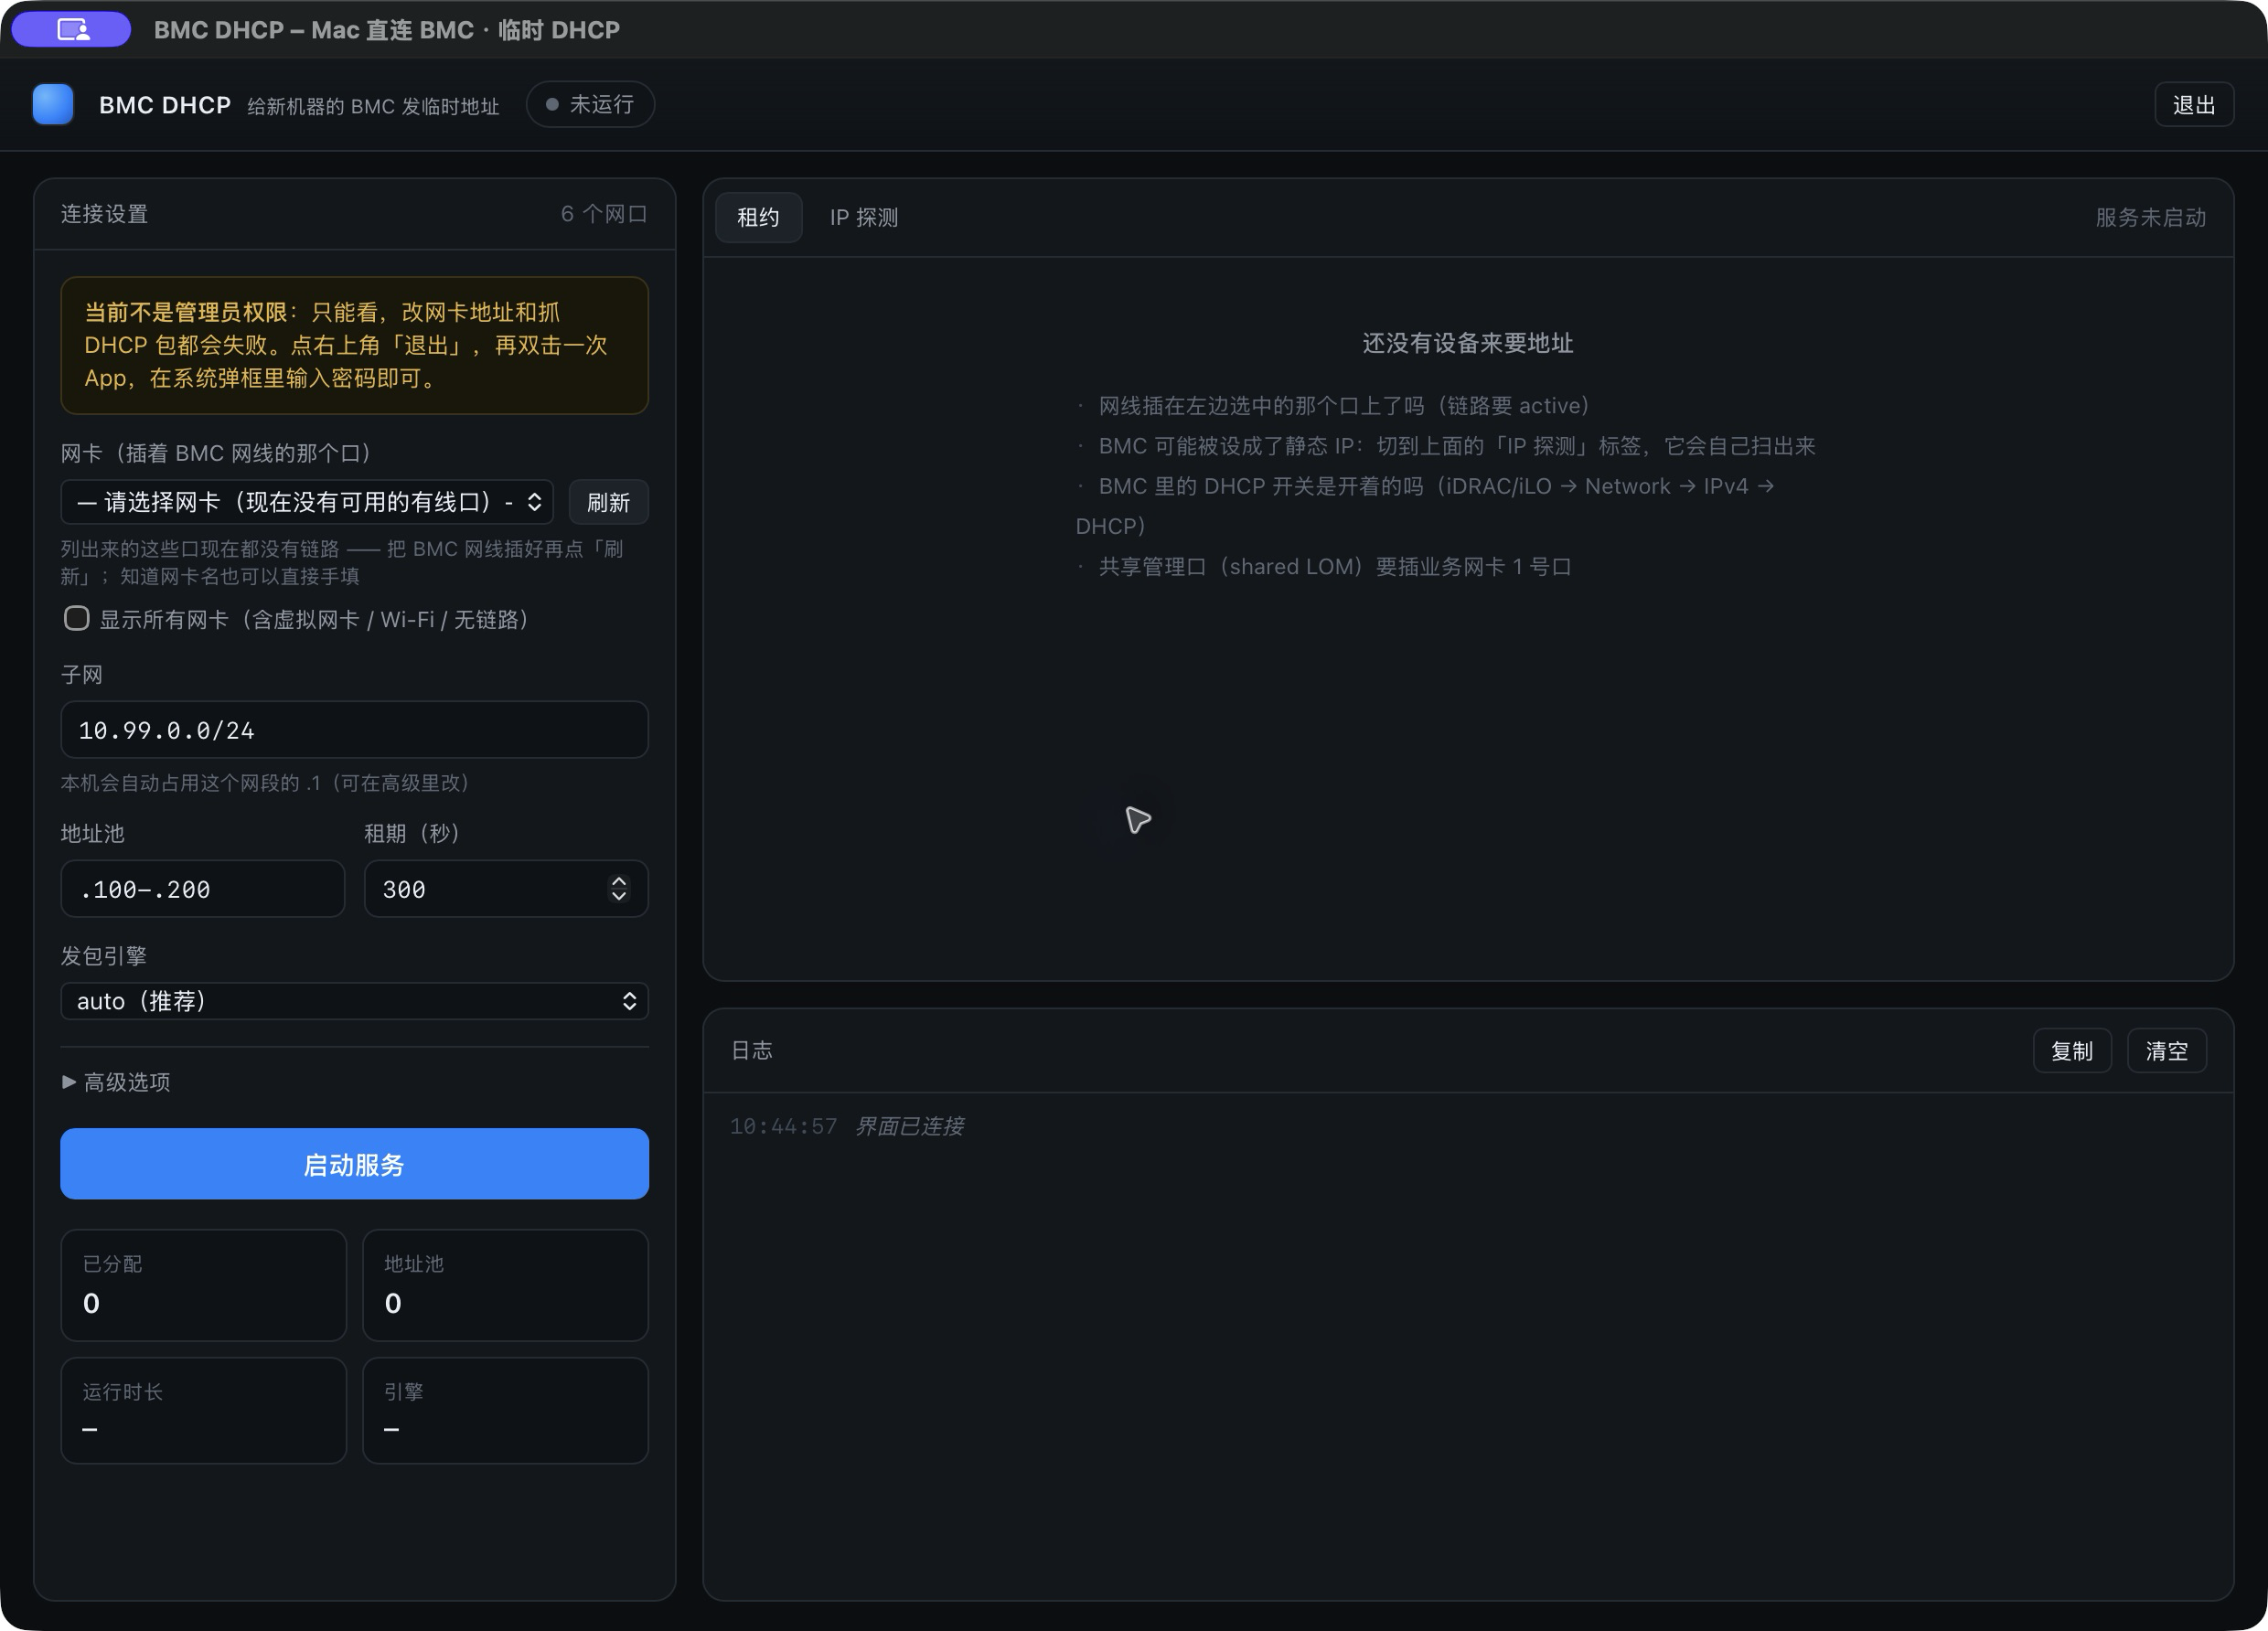 BMC DHCP – Mac 直连 BMC · 临时 DHCP
BMC DHCP 给新机器的 BMC 发临时地址
未运行
退出
连接设置
6 个网口
当前不是管理员权限：只能看，改网卡地址和抓
DHCP 包都会失败。点右上角「退出」，再双击一次
App，在系统弹框里输入密码即可。
网卡（插着 BMC 网线的那个口）
— 请选择网卡（现在没有可用的有线口）-
刷新
列出来的这些口现在都没有链路 —— 把 BMC 网线插好再点「刷
新」；知道网卡名也可以直接手填
显示所有网卡（含虚拟网卡 / Wi-Fi / 无链路）
子网
10.99.0.0/24
本机会自动占用这个网段的 .1（可在高级里改）
地址池
租期（秒）
.100–.200
300
发包引擎
auto（推荐）
▶ 高级选项
启动服务
已分配
0
地址池
0
运行时长
–
引擎
–
租约
IP 探测
服务未启动
还没有设备来要地址
· 网线插在左边选中的那个口上了吗（链路要 active）
· BMC 可能被设成了静态 IP：切到上面的「IP 探测」标签，它会自己扫出来
· BMC 里的 DHCP 开关是开着的吗（iDRAC/iLO → Network → IPv4 →
DHCP）
· 共享管理口（shared LOM）要插业务网卡 1 号口
日志
复制
清空
10:44:57 界面已连接